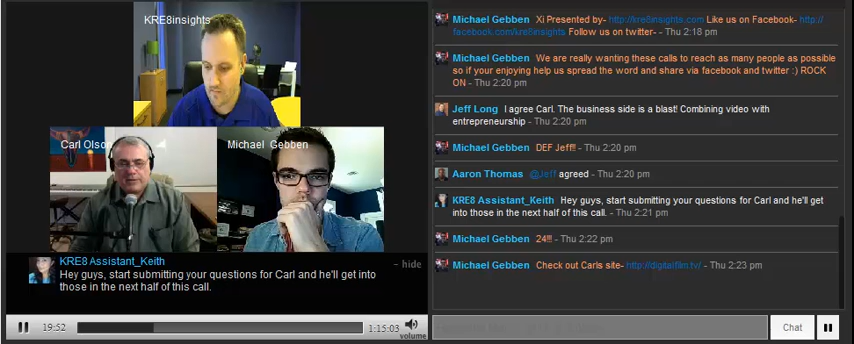 KRE8insights
Carl Olson
Michael Gebben
KRE8 Assistant_Keith
Hey guys, start submitting your questions for Carl and he'll get into
those in the next half of this call.
– hide
19:52
1:15:03
volume
Michael Gebben Xi Presented by- http://kre8insights.com Like us on Facebook- http://
facebook.com/kre8insights Follow us on twitter- - Thu 2:18 pm
Michael Gebben We are really wanting these calls to reach as many people as possible
so if your enjoying help us spread the word and share via facebook and twitter :) ROCK
ON - Thu 2:20 pm
Jeff Long I agree Carl. The business side is a blast! Combining video with
entrepreneurship - Thu 2:20 pm
Michael Gebben DEF Jeff! - Thu 2:20 pm
Aaron Thomas @Jeff agreed - Thu 2:20 pm
KRE8 Assistant_Keith Hey guys, start submitting your questions for Carl and he'll get
into those in the next half of this call. - Thu 2:21 pm
Michael Gebben 24!! - Thu 2:22 pm
Michael Gebben Check out Carls site- http://digitalfilm.tv/ - Thu 2:23 pm
Chat